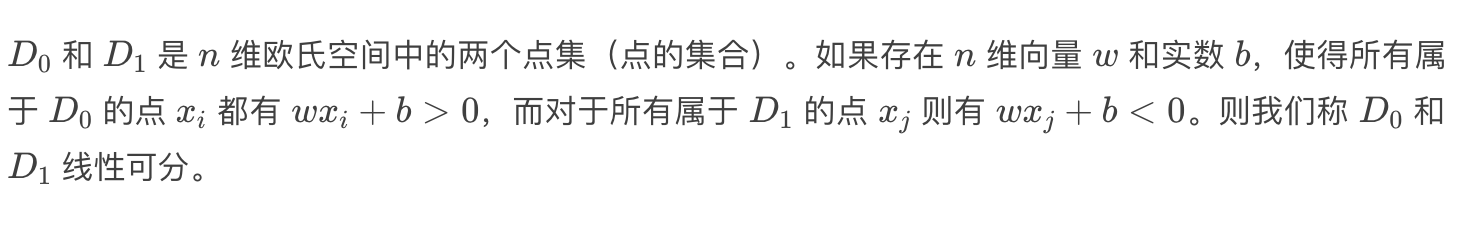 D₀ 和 D₁ 是 n 维欧氏空间中的两个点集（点的集合）。如果存在 n 维向量 w 和实数 b，使得所有属
于 D₀ 的点 xᵢ 都有 wxᵢ + b > 0，而对于所有属于 D₁ 的点 xⱼ 则有 wxⱼ + b < 0。则我们称 D₀ 和
D₁ 线性可分。